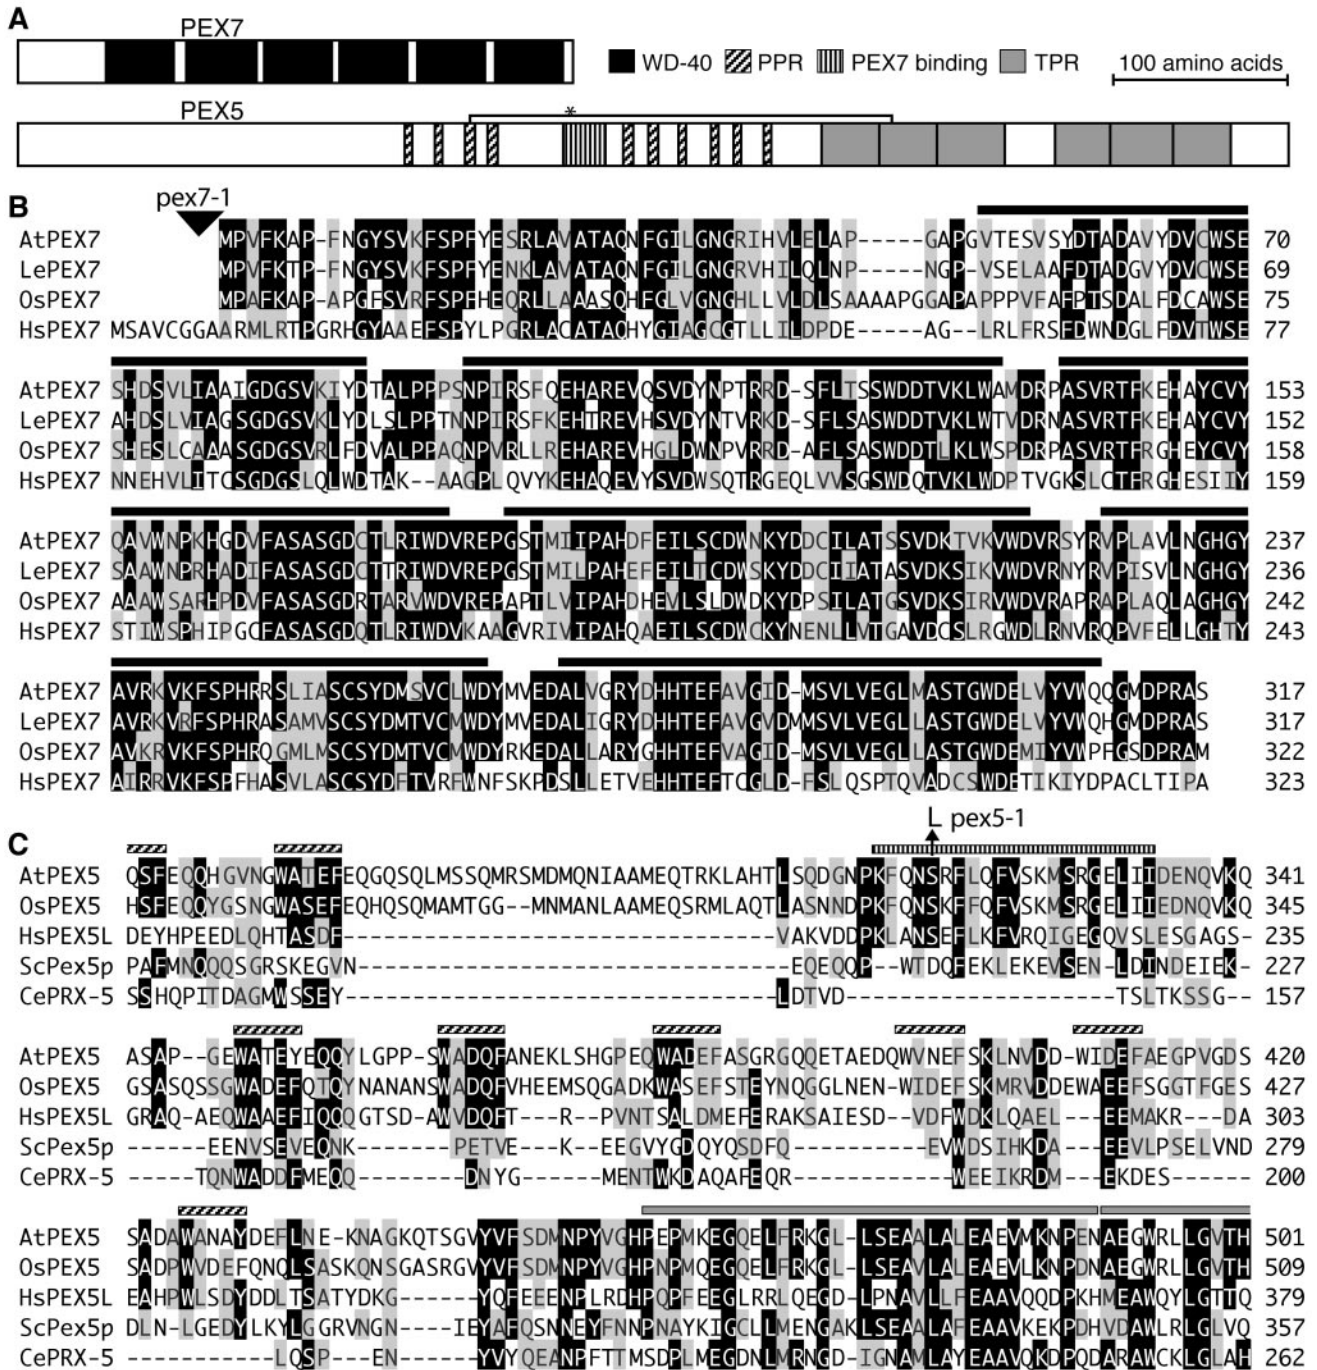 A
PEX7
WD-40 PPR PEX7 binding TPR 100 amino acids
PEX5
*
B
pex7-1
AtPEX7 MPVFKAP-FNGYSVKFSPFYESRLAVATAQNFGILGNGRIHVLELAP-----GAPGVTESVSYDTADAVYDVCWSE 70
LePEX7 MPVFKTP-FNGYSVKFSPFYENKLAVATAQNFGILGNGRVHILQLNP-----NGP-VSELAAFDTADGVYDVCWSE 69
OsPEX7 MPAFKAP-APGFSVRFSPFHEQRLLAAASQHFGLVGNGHLLVLDLSAAAAPGGAPAPPPVFAFPTSDALFDCAWSE 75
HsPEX7 MSAVCGGAARMLRTPGRHGYAAEFSPYLPGRLACATAQHYGIAGCGTLLILDPDE------AG--LRLFRSFDWNDGLFDVTWSE 77
AtPEX7 SHDSVLIAAIGDGSVKIYDTALPPPSNPIRSFQEHAREVQSVDYNPTRRD-SFLTSSWDDTVKLWAMDRPASVRTFKEHAYCVY 153
LePEX7 AHDSLVIAGSGDGSVKLYDLSLPPTNNPIRSFKEHTREVHSVDYNTVRKD-SFLSASWDDTVKLWTVDRNASVRTFKEHAYCVY 152
OsPEX7 SHESLCAAASGDGSVRLFDVALPPAQNPVRLLREHAREVHGLDWNPVRRD-AFLSASWDDTLKLWSPDRPASVRTFRGHEYCVY 158
HsPEX7 NNEHVLITCSGDGSLQLWDTAK--AAGPLQVYKEHAQEVYSVDWSQTRGEQLVVSGSWDQTVKLWDPTVGKSLCTFRGHESIIY 159
AtPEX7 QAVWNPKHGDVFASASGDCTLRIWDVREPGSTMIIPAHDFEILSCDWNKYDDCILATSSVDKTVKVWDVRSYRVPLAVLNGHGY 237
LePEX7 SAAWNPRHADIFASASGDCTTRIWDVREPGSTMILPAHEFEILTCDWSKYDDCIIATASVDKSIKVWDVRNYRVPISVLNGHGY 236
OsPEX7 AAAWSARHPDVFASASGDRTARVWDVREPAPTLVIPAHDHEVLSLDWDKYDPSILATGSVDKSIRVWDVRAPRAPLAQLAGHGY 242
HsPEX7 STIWSPHIPGCFASASGDQTLRIWDVKAAGVRIVIPAHQAEILSCDWCKYNENLLVTGAVDCSLRGWDLRNVRQPVFELLGHTY 243
AtPEX7 AVRKVKFSPHRRSLIASCSYDMSVCLWDYMVEDALVGRYDHHTEFAVGID-MSVLVEGLMASTGWDELVYVWQQGMDPRAS 317
LePEX7 AVRKVRFSPHRASAMVSCSYDMTVCMWDYMVEDALIGRYDHHTEFAVGVDMMSVLVEGLLASTGWDELVYVWQHGMDPRAS 317
OsPEX7 AVKRVKFSPHRQGMLMSCSYDMTVCMWDYRKEDALLARYGHHTEFVAGID-MSVLVEGLLASTGWDEMIYVWPFGSDPRAM 322
HsPEX7 AIRRVKFSPFHASVLASCSYDFTVRFWNFSKPDSLLETVEHHTEFTCGLD-FSLQSPTQVADCSWDETIKIYDPACLTIPA 323
L pex5-1
C
AtPEX5 QSFEQQHGVNGWATEFEQGQSQLMSSQMRSMDMQNIAAMEQTRKLAHTLSQDGNPKFQNSRFLQFVSKMSRGELIIDENQVKQ 341
OsPEX5 HSFEQQYGSNGWASEFEQHQSQMAMTGG--MNMANLAAMEQSRMLAQTLASNNDPKFQNSKFFQFVSKMSRGELIIEDNQVKQ 345
HsPEX5L DEYHPEEDLQHTASDF--------------------------------VAKVDDPKLANSEFLKFVRQIGEGQVSLESGAGS- 235
ScPex5p PAFMNQQQSGRSKEGVN-------------------------------EQEQQP--WTDQFEKLEKEVSEN-LDINDEIEK- 227
CePRX-5 SSHQPITDAGMWSSEY--------------------------------LDTVD--------------------TSLTKSSG-- 157
AtPEX5 ASAP--GEWATEYEQQYLGPP-SWADQFANEKLSHGPEQWADEFASGRGQQETAEDQWVNEFSKLNVDD-WIDEFAEGPVGDS 420
OsPEX5 GSASQSSGWADEFQTQYNANANSWADQFVHEEMSQGADKWASEFSTEYNQGGLNEN-WIDEFSKMRVDDEWAEEFSGGTFGES 427
HsPEX5L GRAQ-AEQWAAEFIQQQGTSD-AWVDQFT---R--PVNTSALDMEFERAKSAIESD--VDFWDKLQAEL---EEMAKR---DA 303
ScPex5p ------EENVSEVEQNK-------PETVE---K--EEGVYGDQYQSDFQ----------EVWDSIHKDA---EEVLPSELVND 279
CePRX-5 -----TQNWADDFMEQQ--------DNYG------MENTWKDAQAFEQR------------WEEIKRDM---EKDES------ 200
AtPEX5 SADAWANAYDEFLNE-KNAGKQTSGVYVFSDMNPYVGHPEPMKEGQELFRKGL-LSEAALALEAEVMKNPENAEGWRLLGVTH 501
OsPEX5 SADPWVDEFQNQLSASKQNSGASRGVYVFSDMNPYVGHPNPMQEGQELFRKGL-LSEAVLALEAEVLKNPDNAEGWRLLGVTH 509
HsPEX5L EAHPWLSDYDDLTSATYDKG------YQFEEENPLRDHPQPFEEGLRRLQEGD-LPNAVLLFEAAVQQDPKHMEAWQYLGTTQ 379
ScPex5p DLN-LGEDYLKYLGGRVNGN----IEYAFQSNNEYFNNPNAYKIGCLLMENGAKLSEAALAFEAAVKEKPDHVDAWLRLGLVQ 357
CePRX-5 -----------LQSP---EN------YVYQEANPFTTMSDPLMEGDNLMRNGD-IGNAMLAYEAAVQKDPQDARAWCKLGLAH 262